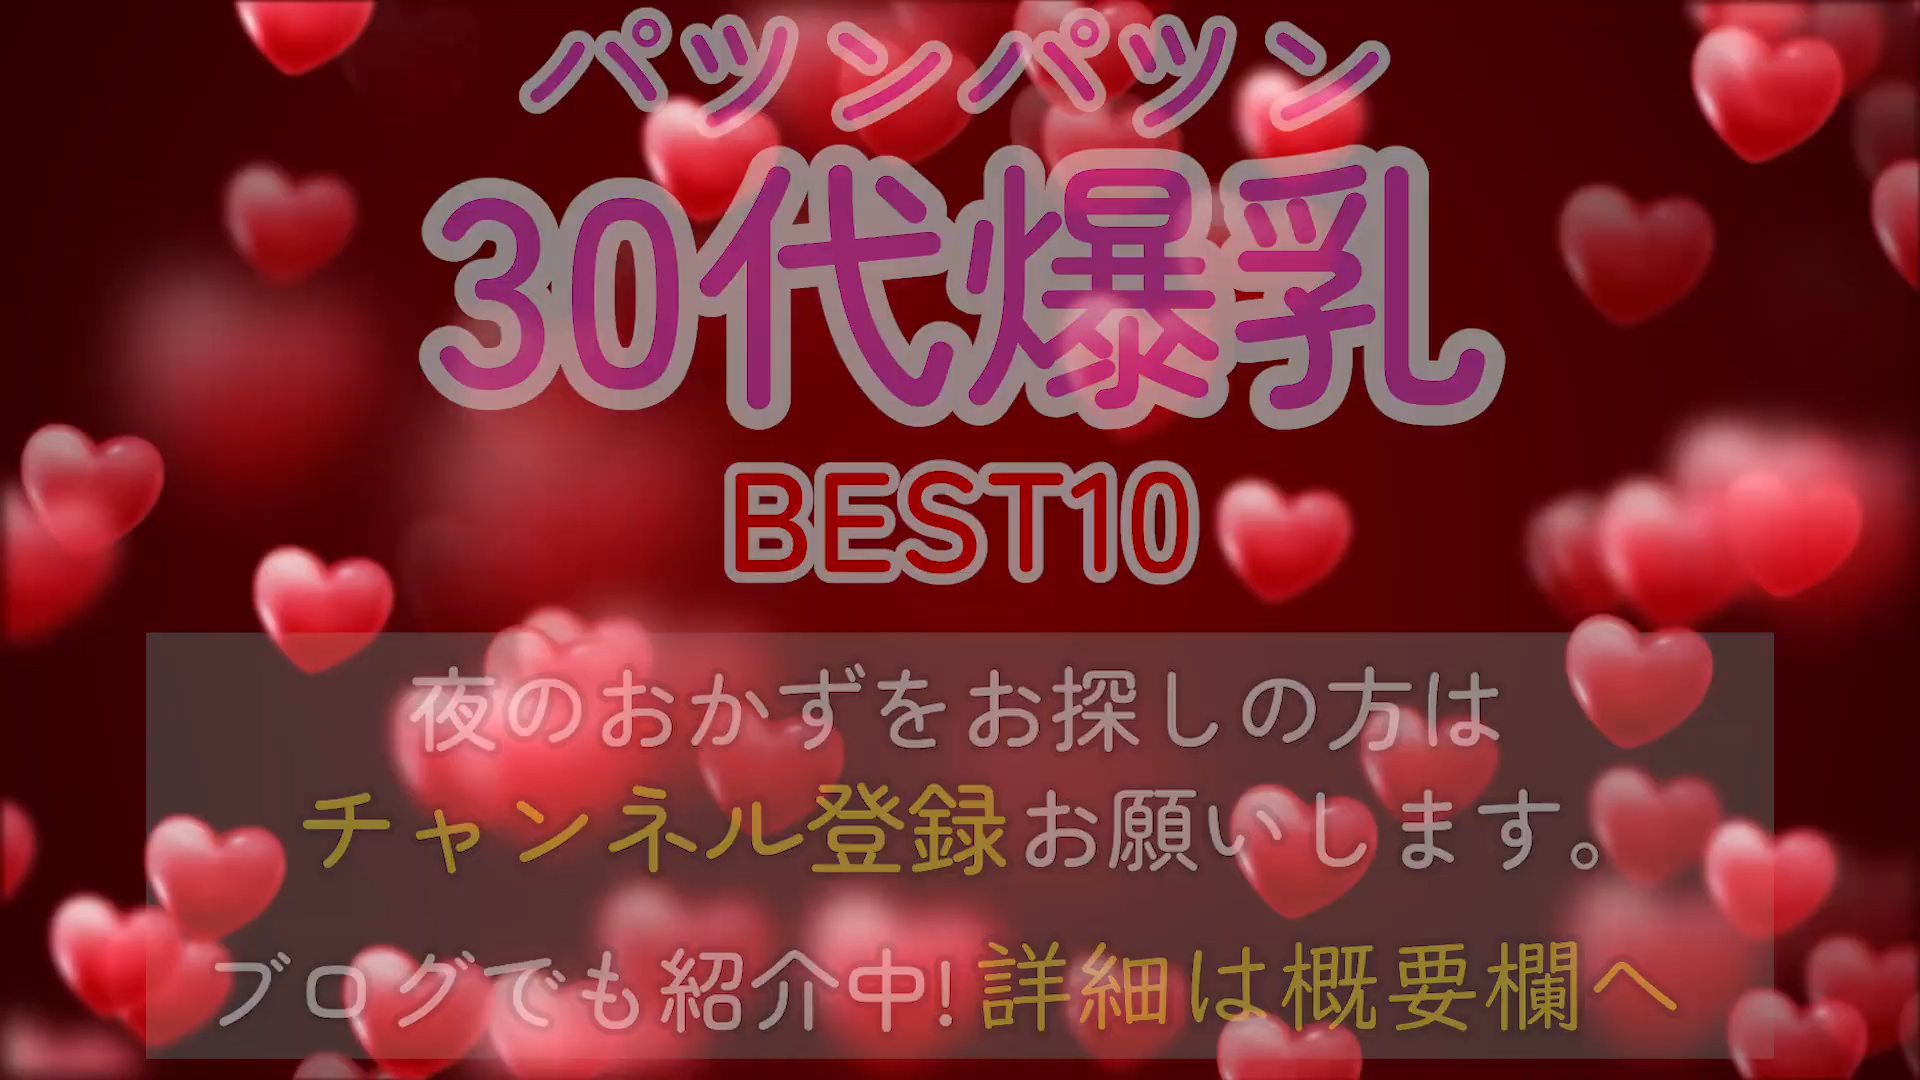 パツンパツン
30代爆乳
BEST10
夜のおかずをお探しの方は
チャンネル登録お願いします。
ブログでも紹介中!詳細は概要欄へ